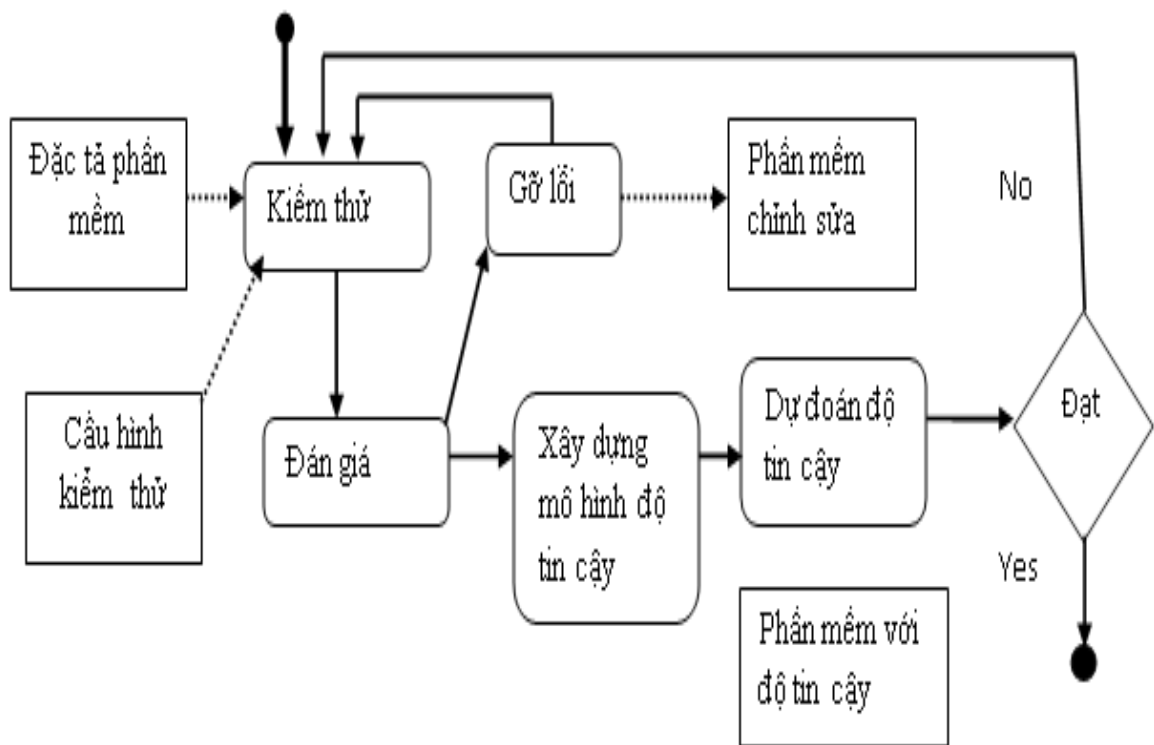 Đặc tả phần
mềm
Kiểm thử
Gỡ lỗi
Phần mềm
chỉnh sửa
No
Cấu hình
kiểm thử
Đán giá
Xây dựng
mô hình độ
tin cậy
Dự đoán độ
tin cậy
Đạt
Yes
Phần mềm với
độ tin cậy